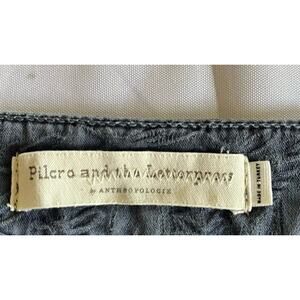 Pilcro and the Letterpress
by ANTHROPOLOGIE
MADE IN TURKEY